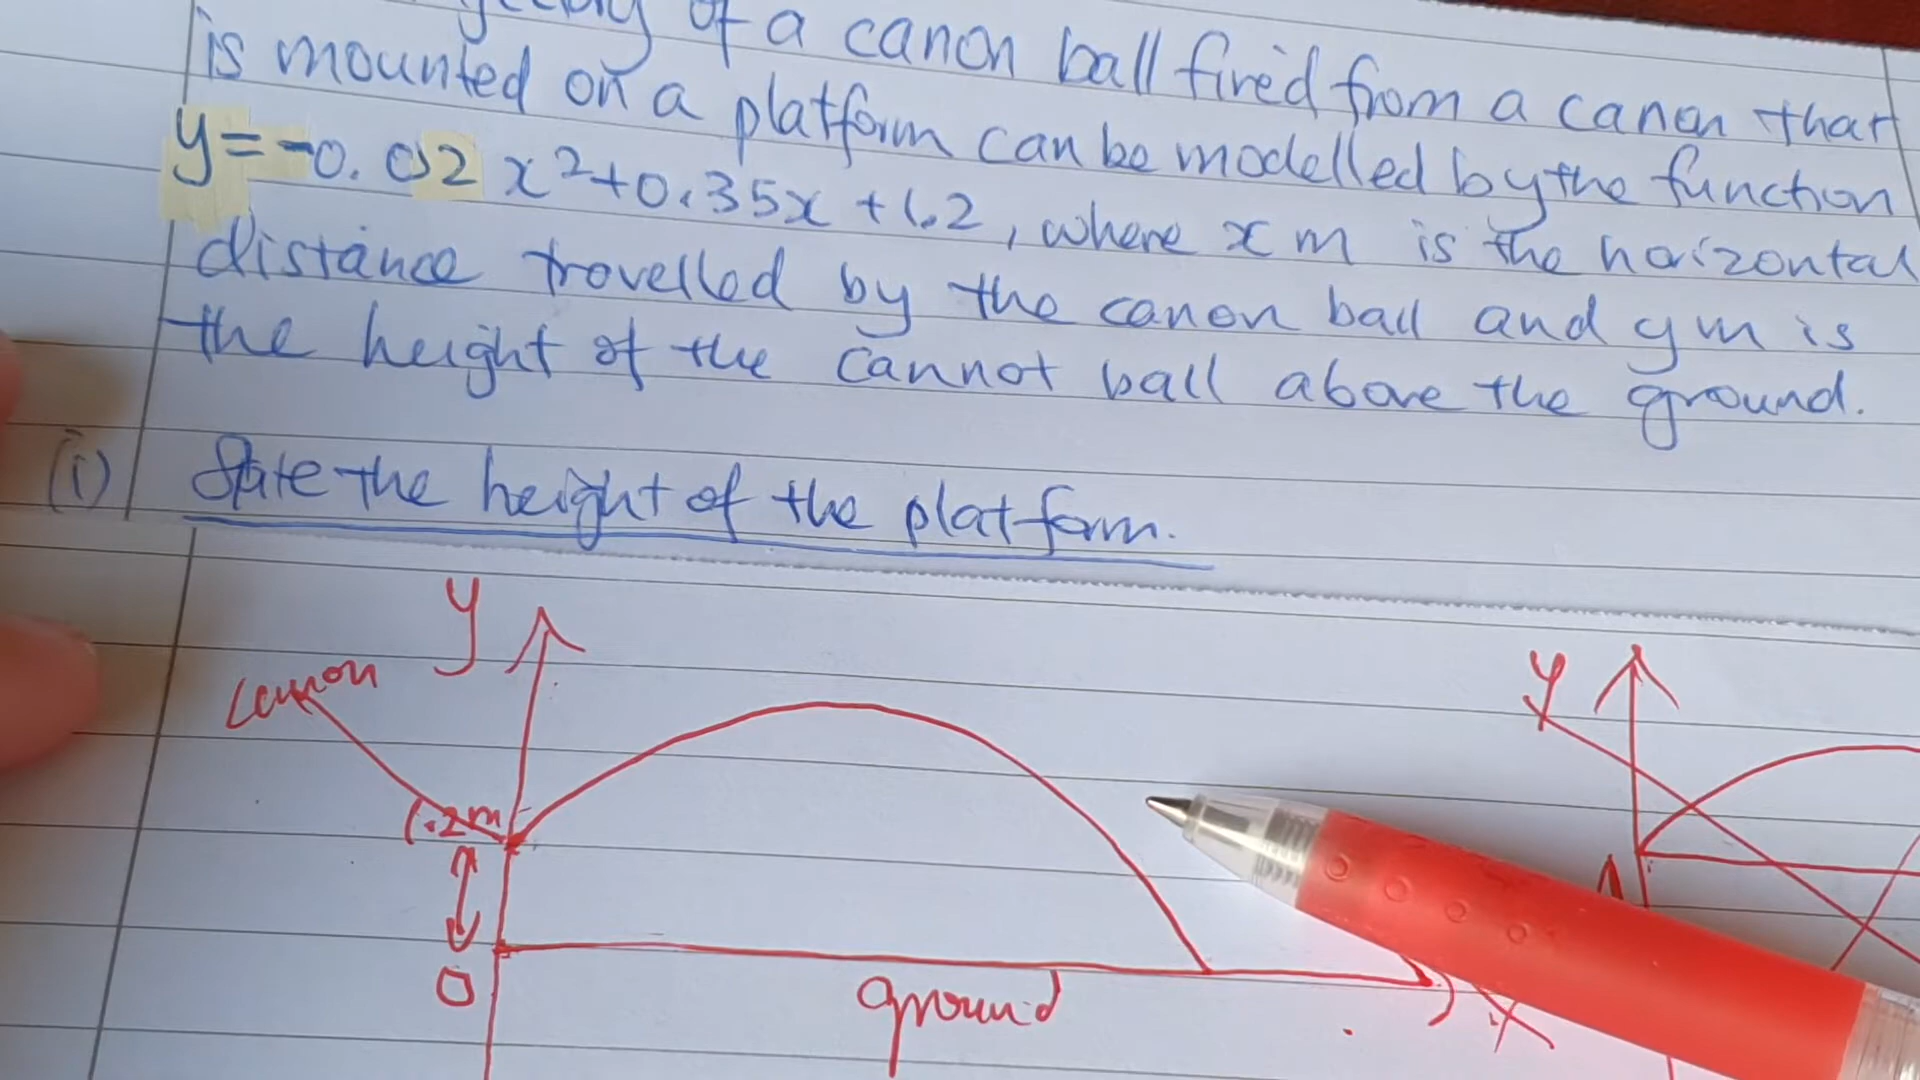 of a canon ball fired from a canon that
is mounted on a platform can be modelled by the function
y=-0.02x²+0.35x+1.2, where x m is the horizontal
distance travelled by the canon ball and y m is
the height of the cannot ball above the ground.
(i) State the height of the platform.
y
canon
1.2m
0
ground
x
y